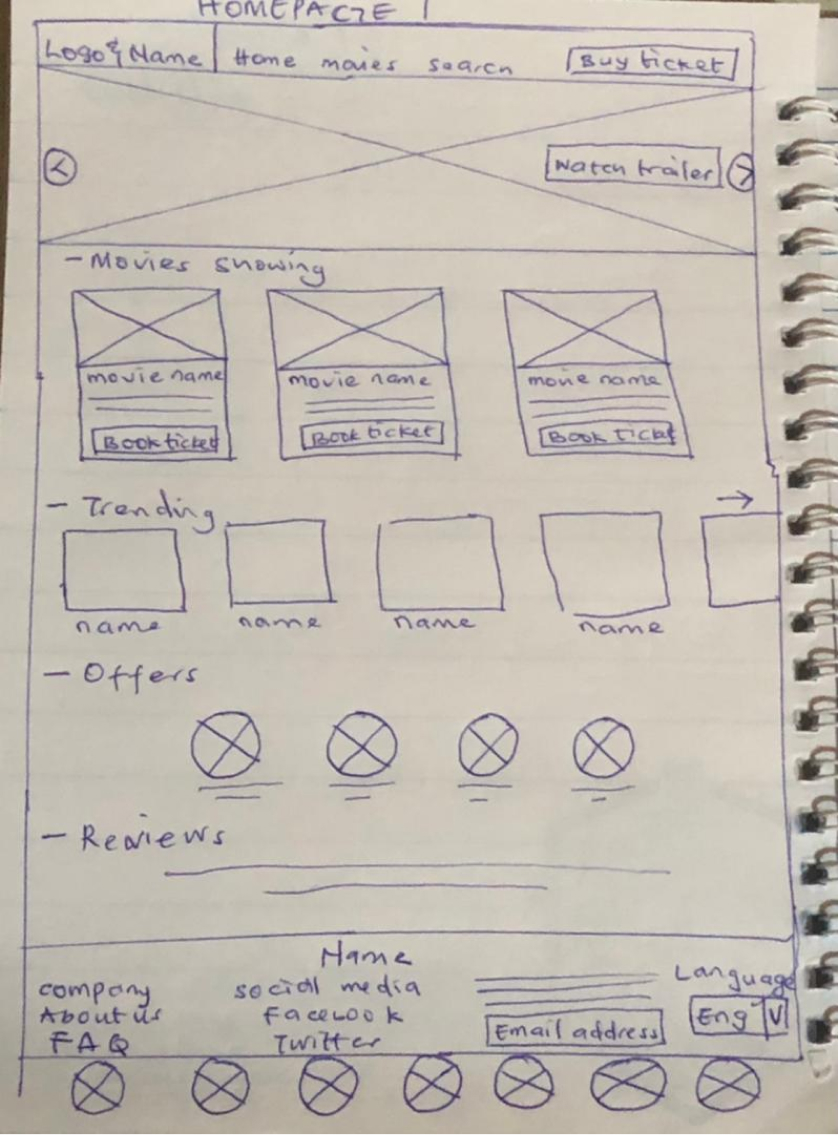 HOMEPAGE 1
Logo & Name Home movies search Buy ticket
< Watch trailer >
- Movies showing
movie name movie name movie name
Book ticket Book ticket Book ticket
- Trending →
name name name name
- Offers
- Reviews
Name
company social media Language
About us Facebook Email address Eng V
FAQ Twitter